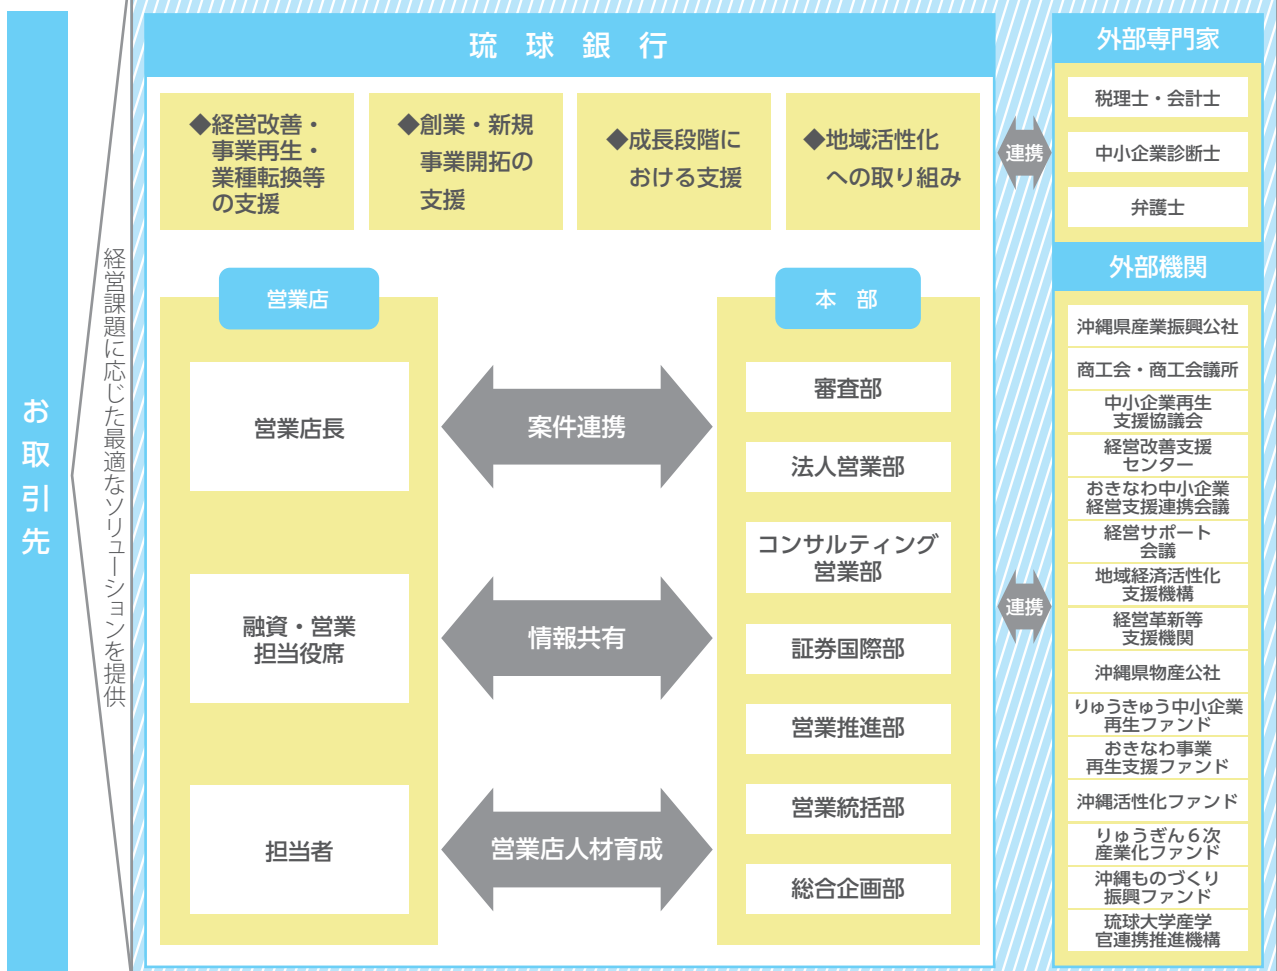 お取引先
経営課題に応じた最適なソリューションを提供
琉球銀行
◆経営改善・
事業再生・
業種転換等
の支援
◆創業・新規
事業開拓の
支援
◆成長段階に
おける支援
◆地域活性化
への取り組み
営業店
営業店長
融資・営業
担当役席
担当者
案件連携
情報共有
営業店人材育成
本部
審査部
法人営業部
コンサルティング
営業部
証券国際部
営業推進部
営業統括部
総合企画部
連携
連携
外部専門家
税理士・会計士
中小企業診断士
弁護士
外部機関
沖縄県産業振興公社
商工会・商工会議所
中小企業再生
支援協議会
経営改善支援
センター
おきなわ中小企業
経営支援連携会議
経営サポート
会議
地域経済活性化
支援機構
経営革新等
支援機関
沖縄県物産公社
りゅうきゅう中小企業
再生ファンド
おきなわ事業
再生支援ファンド
沖縄活性化ファンド
りゅうぎん6次
産業化ファンド
沖縄ものづくり
振興ファンド
琉球大学産学
官連携推進機構